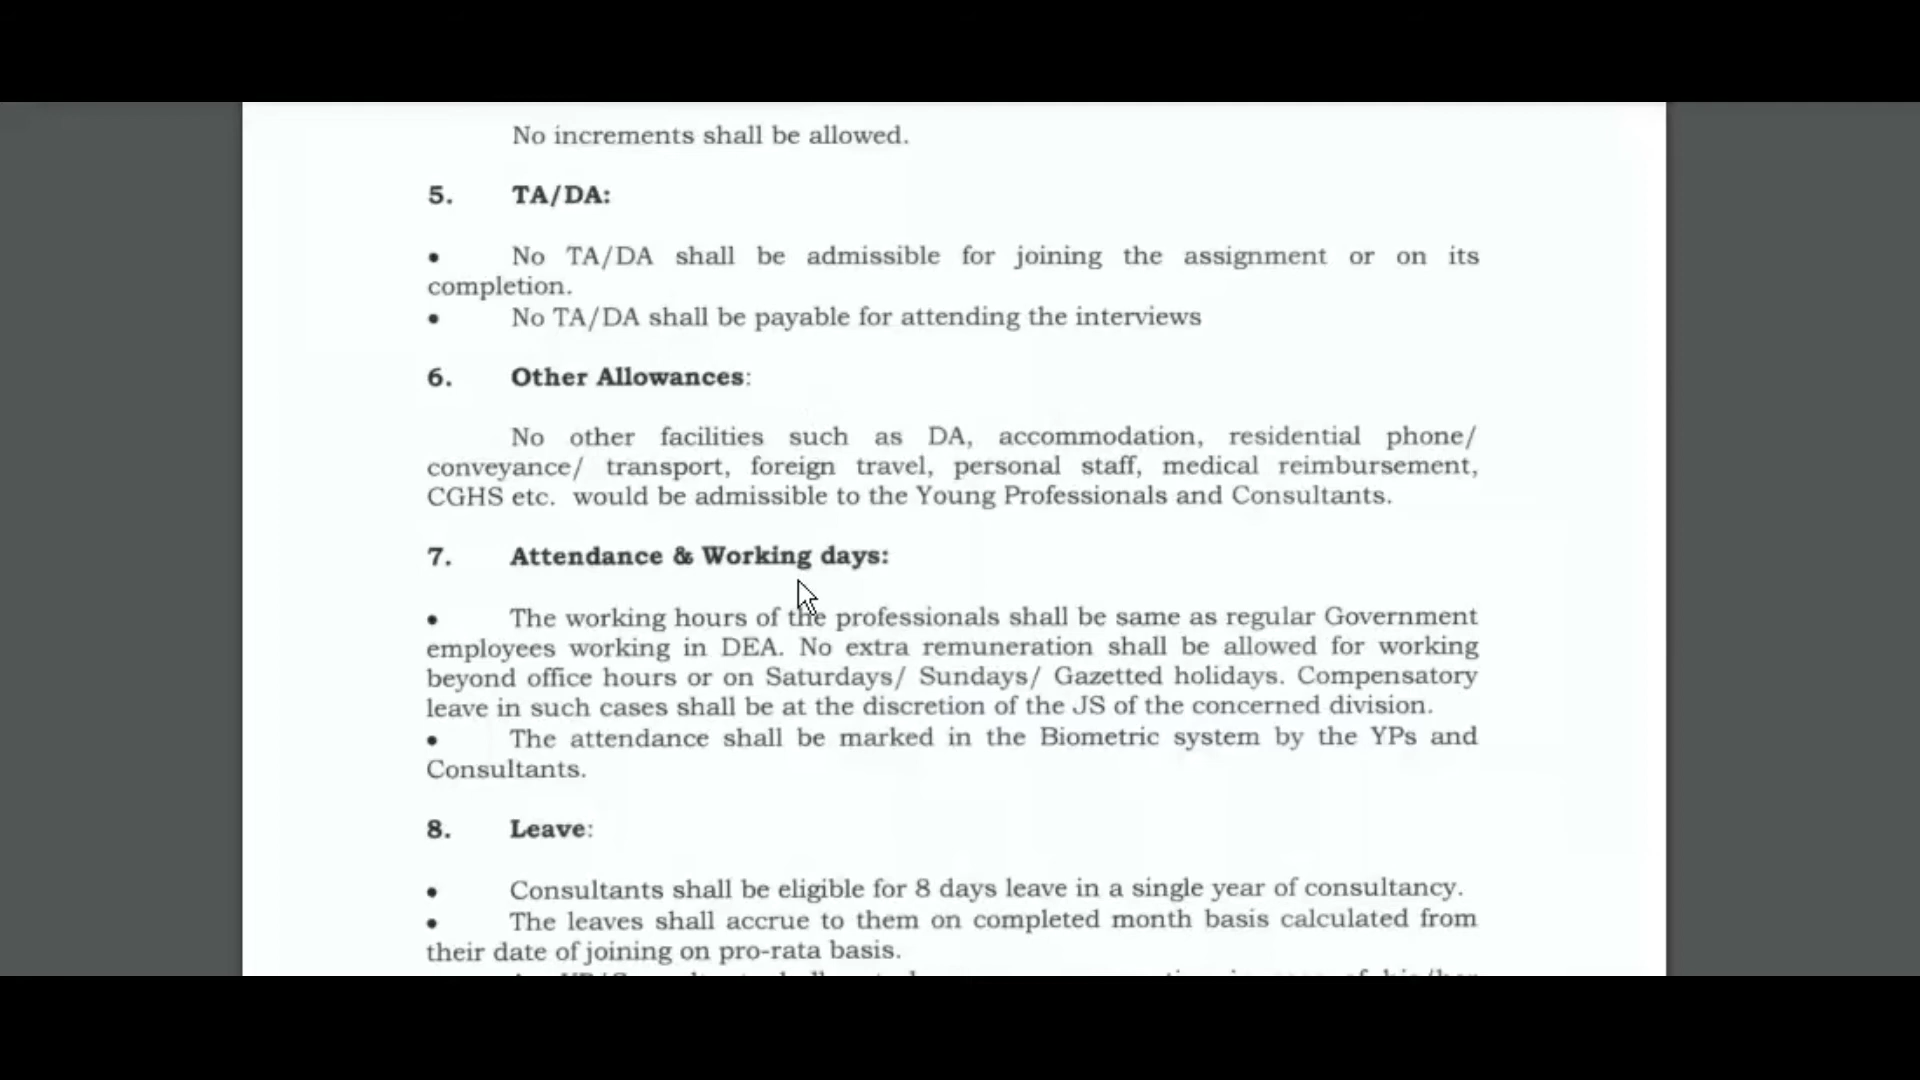 No increments shall be allowed.
5. TA/DA:
• No TA/DA shall be admissible for joining the assignment or on its
completion.
• No TA/DA shall be payable for attending the interviews
6. Other Allowances:
No other facilities such as DA, accommodation, residential phone/
conveyance/ transport, foreign travel, personal staff, medical reimbursement,
CGHS etc. would be admissible to the Young Professionals and Consultants.
7. Attendance & Working days:
• The working hours of the professionals shall be same as regular Government
employees working in DEA. No extra remuneration shall be allowed for working
beyond office hours or on Saturdays/ Sundays/ Gazetted holidays. Compensatory
leave in such cases shall be at the discretion of the JS of the concerned division.
• The attendance shall be marked in the Biometric system by the YPs and
Consultants.
8. Leave:
• Consultants shall be eligible for 8 days leave in a single year of consultancy.
• The leaves shall accrue to them on completed month basis calculated from
their date of joining on pro-rata basis.